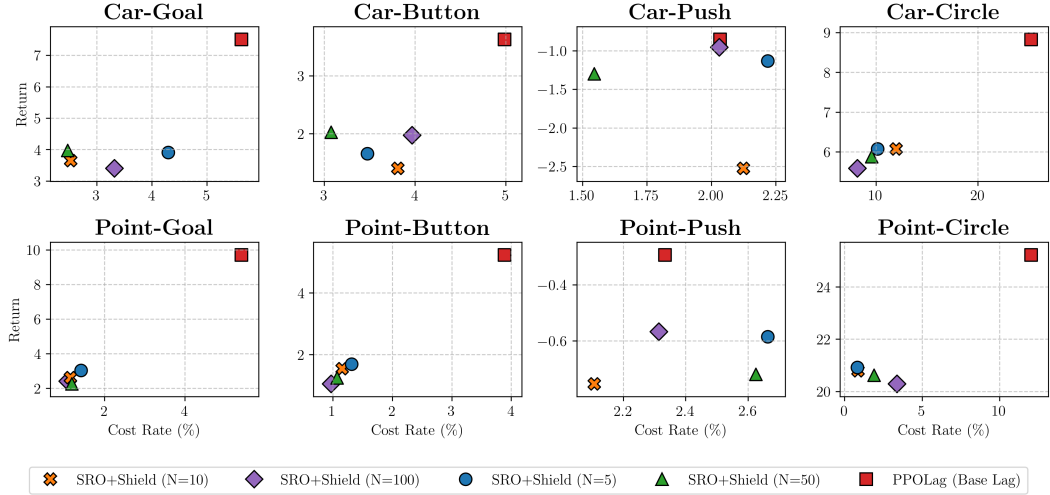 Car-Goal Car-Button Car-Push Car-Circle
7 6 5 4 3
Return
3 4 5
3 2
3 4 5
−1.0 −1.5 −2.0 −2.5
1.50 1.75 2.00 2.25
9 8 7 6
10 20
Point-Goal Point-Button Point-Push Point-Circle
10 8 6 4 2
Return
2 4
4 2
1 2 3 4
−0.4 −0.6
2.2 2.4 2.6
24 22 20
0 5 10
Cost Rate (%) Cost Rate (%) Cost Rate (%) Cost Rate (%)
SRO+Shield (N=10) SRO+Shield (N=100) SRO+Shield (N=5) SRO+Shield (N=50) PPOLag (Base Lag)